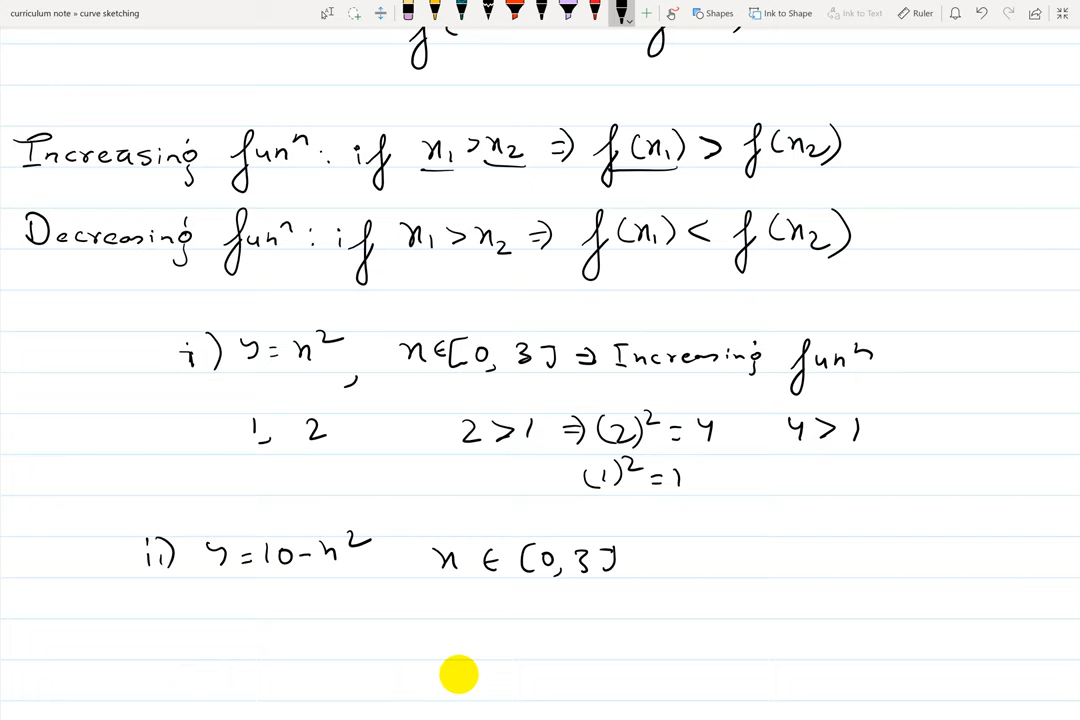 curriculum note » curve sketching
Shapes Ink to Shape Ink to Text Ruler
Increasing funⁿ: if x₁ > x₂ ⇒ f(x₁) > f(x₂)
Decreasing funⁿ: if x₁ > x₂ ⇒ f(x₁) < f(x₂)
i) y = x², x ∈ [0, 3] ⇒ Increasing funⁿ
1, 2 2 > 1 ⇒ (2)² = 4 4 > 1
(1)² = 1
ii) y = 10 - x² x ∈ [0, 3]